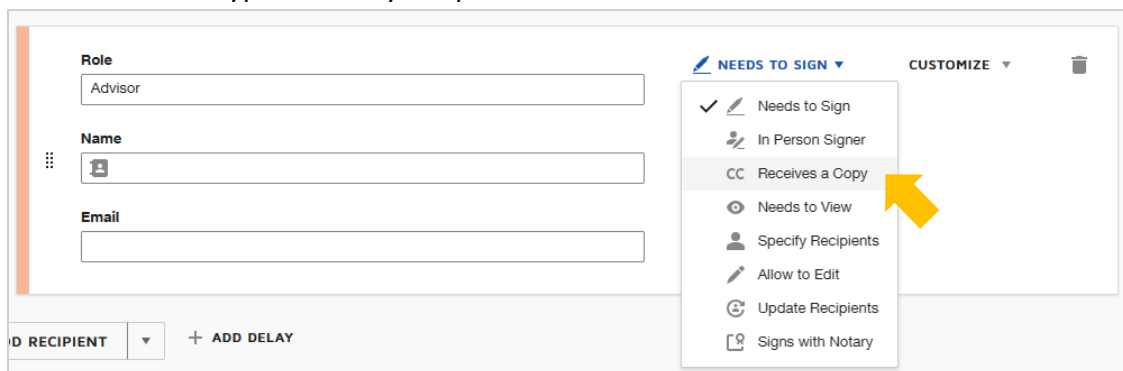 Role
NEEDS TO SIGN
CUSTOMIZE
Advisor
Needs to Sign
Name
In Person Signer
CC Receives a Copy
Needs to View
Email
Specify Recipients
Allow to Edit
Update Recipients
D RECIPIENT
+ ADD DELAY
Signs with Notary